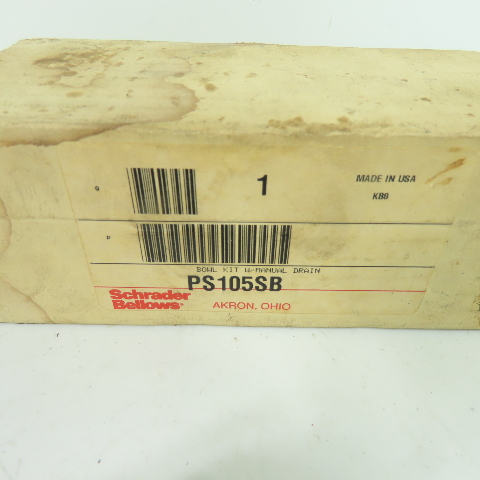 Q
1
MADE IN USA
K88
P
BOWL KIT W-MANUAL DRAIN
PS105SB
Schrader
Bellows
AKRON, OHIO